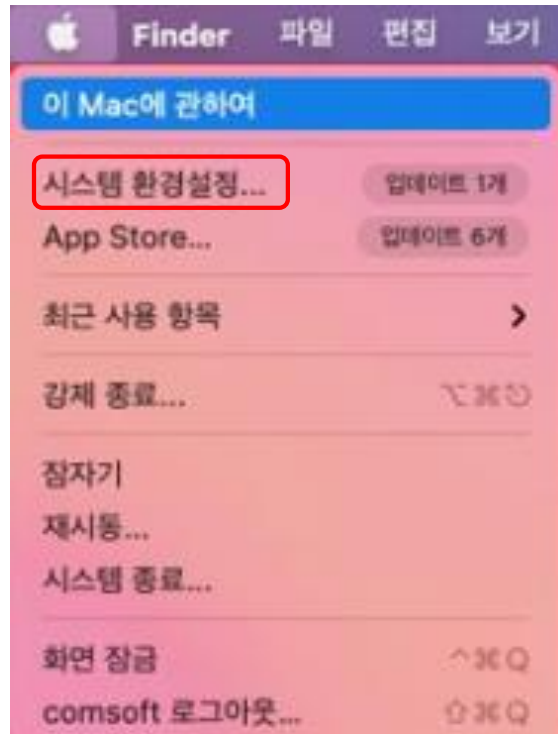 Finder 파일 편집 보기
이 Mac에 관하여
시스템 환경설정... 업데이트 1개
App Store... 업데이트 6개
최근 사용 항목 >
강제 종료... ⌥⌘⎋
잠자기
재시동...
시스템 종료...
화면 잠금 ^⌘Q
comsoft 로그아웃... ⇧⌘Q